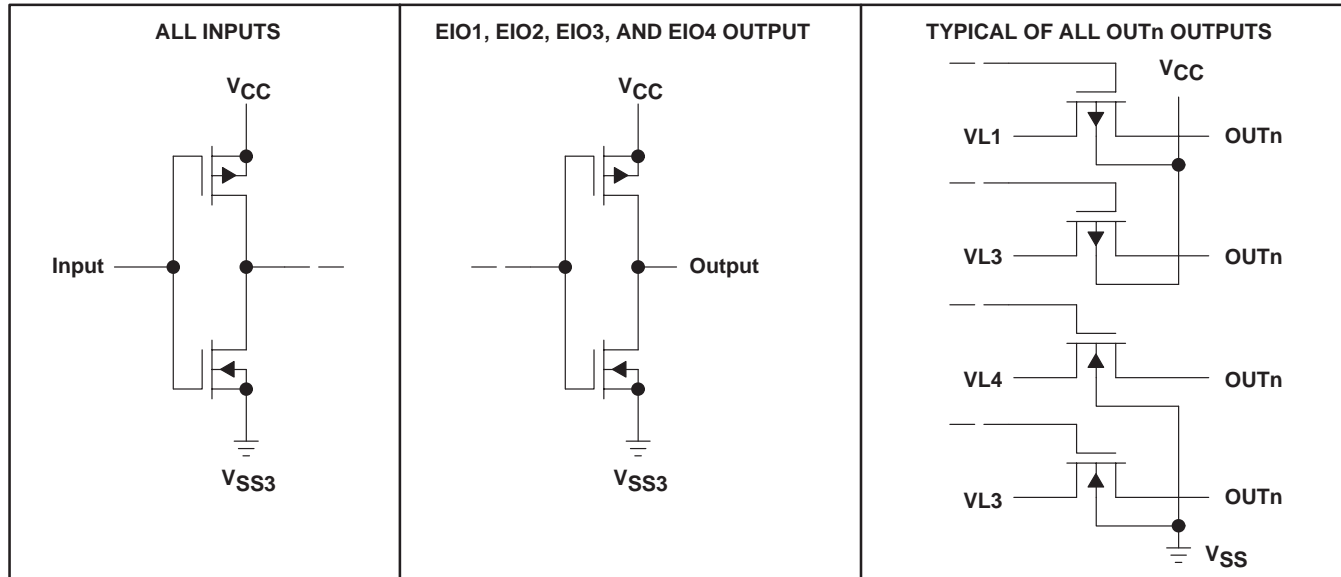 ALL INPUTS
VCC
Input
VSS3
EIO1, EIO2, EIO3, AND EIO4 OUTPUT
VCC
Output
VSS3
TYPICAL OF ALL OUTn OUTPUTS
VCC
VL1 OUTn
VL3 OUTn
VL4 OUTn
VL3 OUTn
VSS